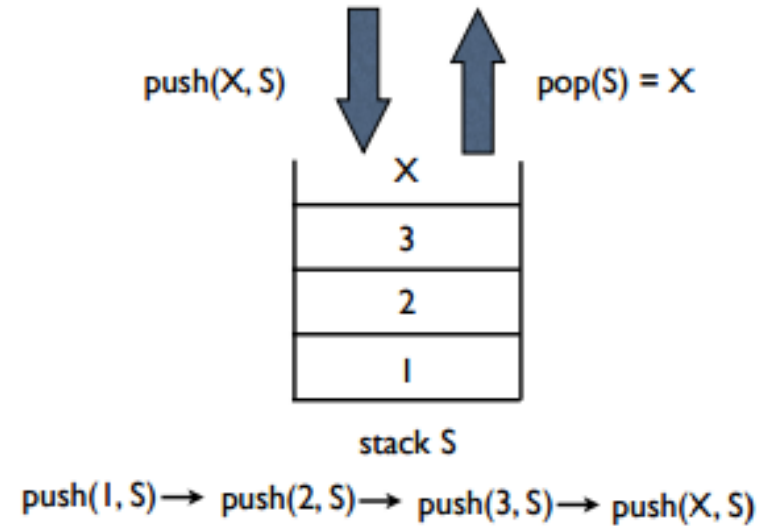 push(X, S)
pop(S) = X
X
3
2
1
stack S
push(1, S)→ push(2, S)→ push(3, S)→ push(X, S)